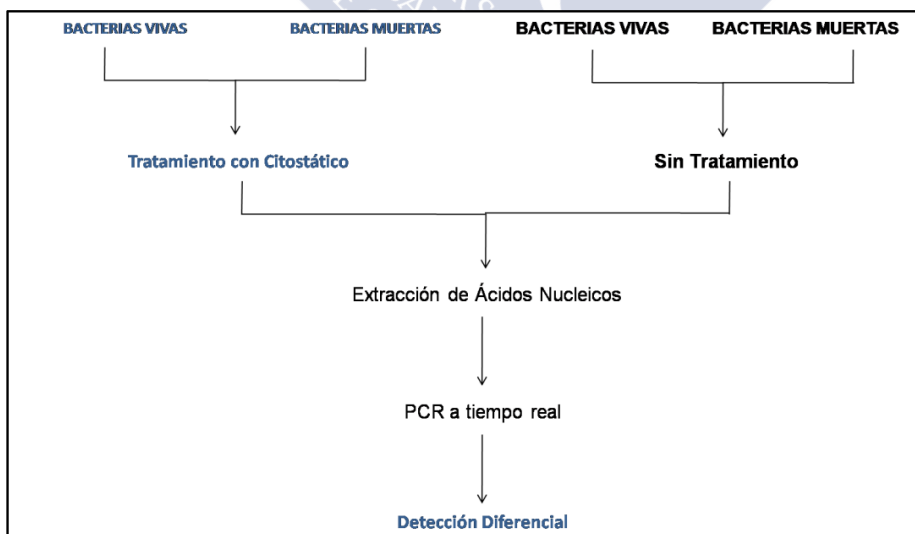 BACTERIAS VIVAS BACTERIAS MUERTAS BACTERIAS VIVAS BACTERIAS MUERTAS
Tratamiento con Citostático Sin Tratamiento
Extracción de Ácidos Nucleicos
PCR a tiempo real
Detección Diferencial